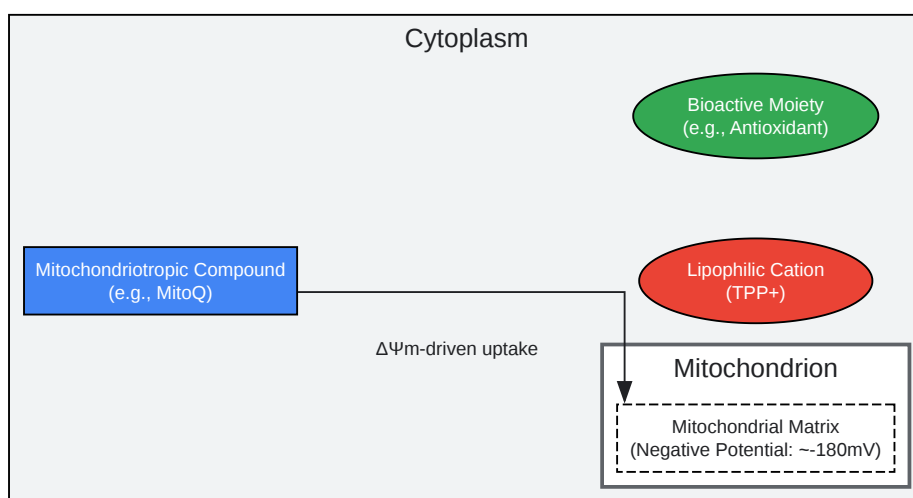 Cytoplasm
Bioactive Moiety
(e.g., Antioxidant)
Mitochondriotropic Compound
(e.g., MitoQ)
Lipophilic Cation
(TPP+)
ΔΨm-driven uptake
Mitochondrion
Mitochondrial Matrix
(Negative Potential: ~-180mV)